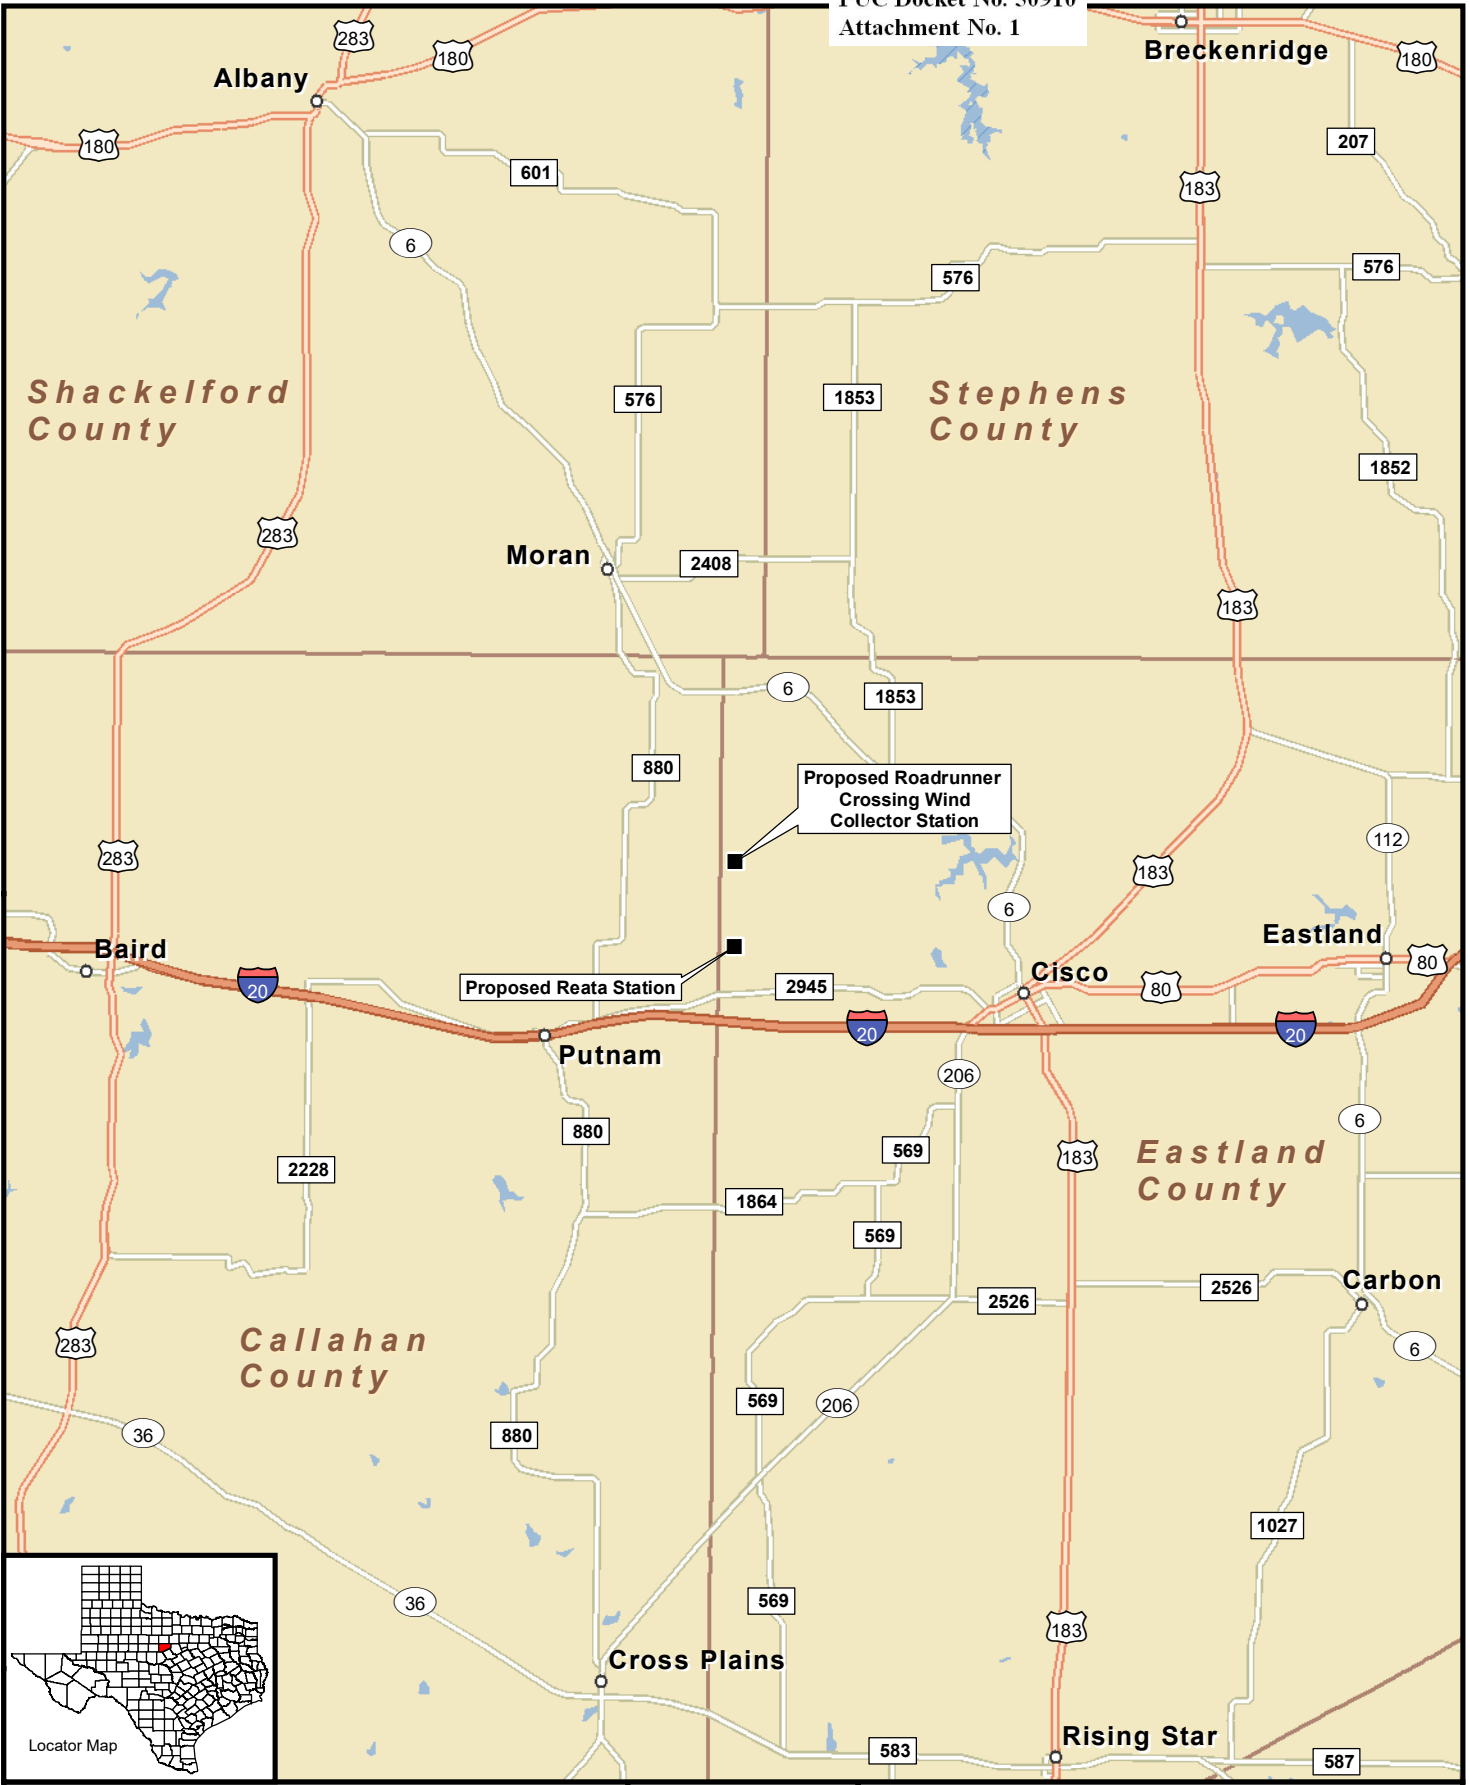 PUC Docket No. 50910
Attachment No. 1
283
180
Albany
Breckenridge
180
180
601
207
183
6
576
576
Shackelford
County
576
1853
Stephens
County
1852
283
Moran
2408
183
6
1853
880
Proposed Roadrunner
Crossing Wind
Collector Station
283
183
112
6
Baird
Eastland
80
20
Proposed Reata Station
2945
Cisco
80
20
20
Putnam
206
880
569
183
6
Eastland
County
2228
1864
569
2526
2526
Carbon
283
Callahan
County
6
569
206
36
880
1027
36
569
183
Cross Plains
Locator Map
583
Rising Star
587